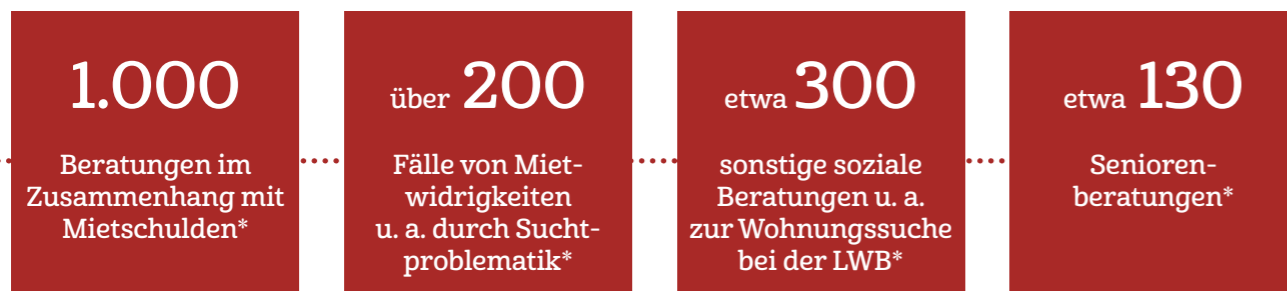 1.000
Beratungen im
Zusammenhang mit
Mietschulden*
über 200
Fälle von Miet-
widrigkeiten
u. a. durch Sucht-
problematik*
etwa 300
sonstige soziale
Beratungen u. a.
zur Wohnungssuche
bei der LWB*
etwa 130
Senioren-
beratungen*